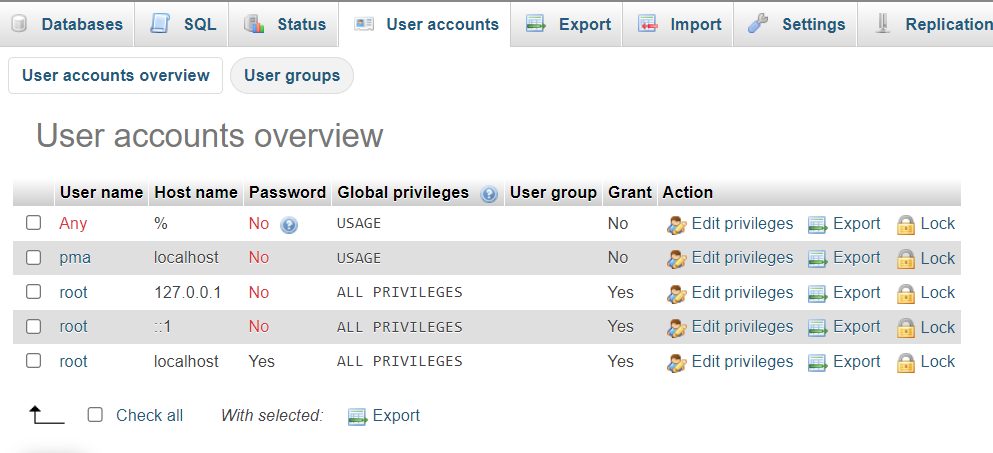 Databases SQL Status User accounts Export Import Settings Replication
User accounts overview User groups
User accounts overview
User name Host name Password Global privileges User group Grant Action
Any % No USAGE No Edit privileges Export Lock
pma localhost No USAGE No Edit privileges Export Lock
root 127.0.0.1 No ALL PRIVILEGES Yes Edit privileges Export Lock
root ::1 No ALL PRIVILEGES Yes Edit privileges Export Lock
root localhost Yes ALL PRIVILEGES Yes Edit privileges Export Lock
Check all With selected: Export